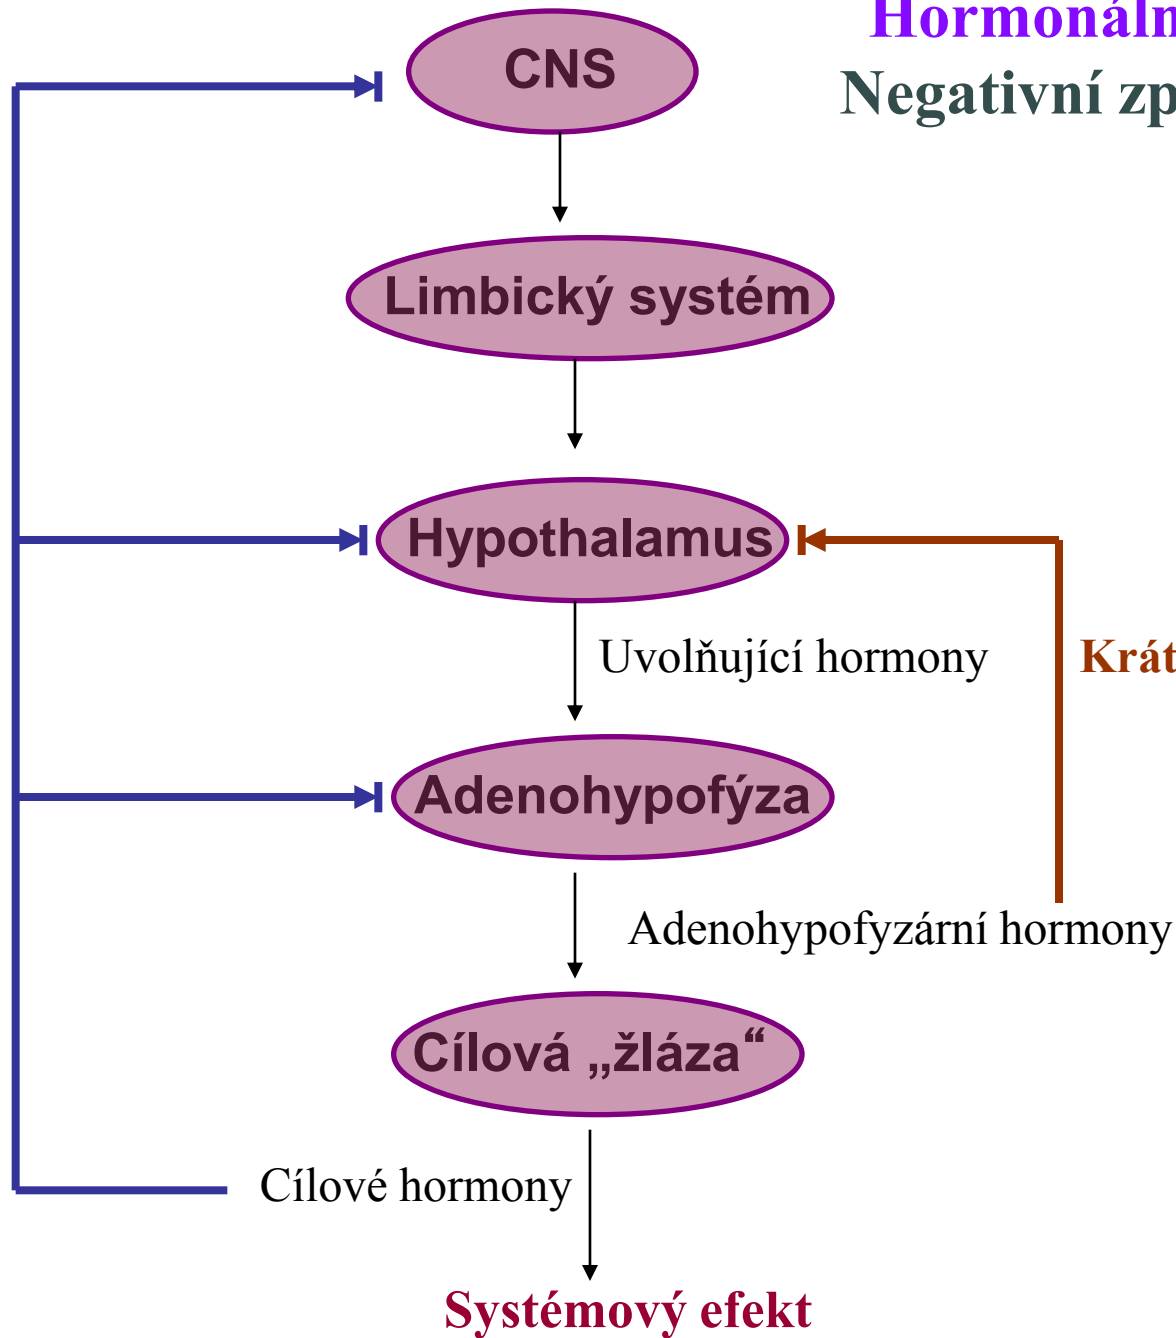 Hormonáln
Negativní zp
CNS
Limbický systém
Hypothalamus
Uvolňující hormony
Krát
Adenohypofýza
Adenohypofyzární hormony
Cílová „žláza“
Cílové hormony
Systémový efekt